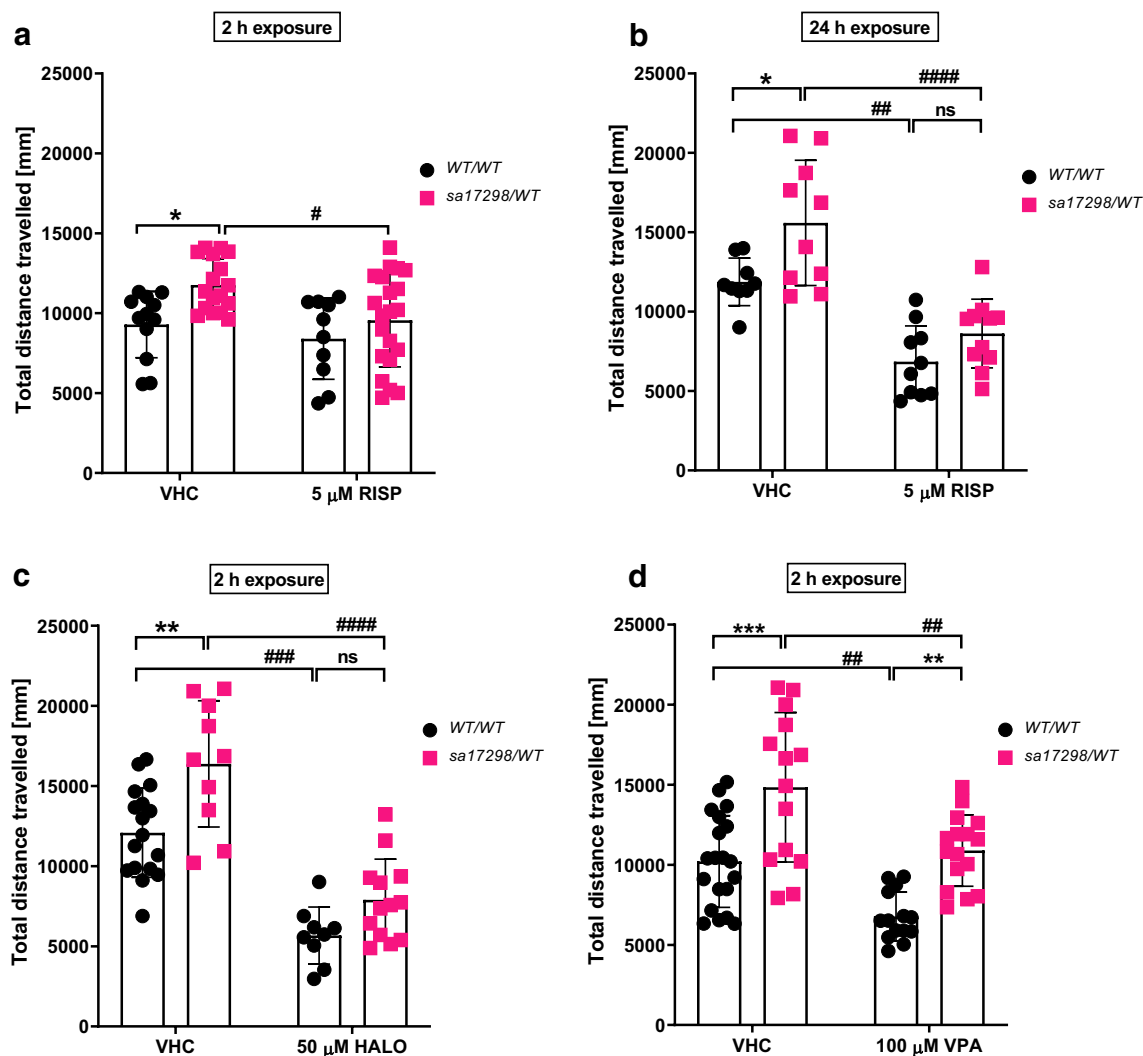 a
2 h exposure
Total distance travelled [mm]
25000
20000
15000
10000
5000
0
*
#
VHC
5 μM RISP
WT/WT
sa17298/WT
b
24 h exposure
Total distance travelled [mm]
25000
20000
15000
10000
5000
0
*
####
##
ns
VHC
5 μM RISP
WT/WT
sa17298/WT
c
2 h exposure
Total distance travelled [mm]
25000
20000
15000
10000
5000
0
**
####
###
ns
VHC
50 μM HALO
WT/WT
sa17298/WT
d
2 h exposure
Total distance travelled [mm]
25000
20000
15000
10000
5000
0
***
##
##
**
VHC
100 μM VPA
WT/WT
sa17298/WT